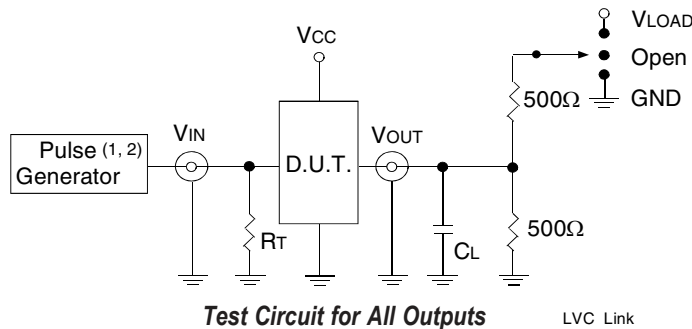 VLOAD
VCC
Open
500Ω
GND
VIN
VOUT
Pulse (1, 2)
Generator
D.U.T.
RT
CL
500Ω
Test Circuit for All Outputs
LVC Link